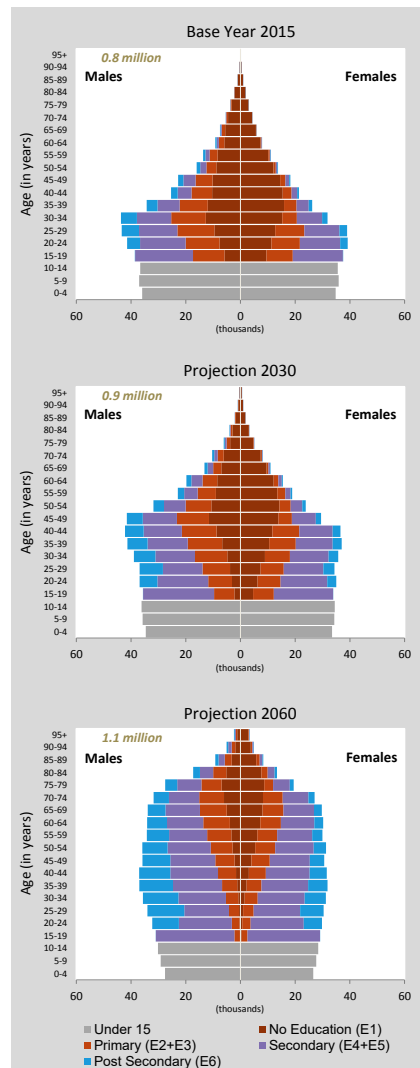 Base Year 2015
0.8 million
Males
Females
Age (in years)
95+
90-94
85-89
80-84
75-79
70-74
65-69
60-64
55-59
50-54
45-49
40-44
35-39
30-34
25-29
20-24
15-19
10-14
5-9
0-4
60 40 20 0 20 40 60
(thousands)
Projection 2030
0.9 million
Males
Females
Age (in years)
95+
90-94
85-89
80-84
75-79
70-74
65-69
60-64
55-59
50-54
45-49
40-44
35-39
30-34
25-29
20-24
15-19
10-14
5-9
0-4
60 40 20 0 20 40 60
(thousands)
Projection 2060
1.1 million
Males
Females
Age (in years)
95+
90-94
85-89
80-84
75-79
70-74
65-69
60-64
55-59
50-54
45-49
40-44
35-39
30-34
25-29
20-24
15-19
10-14
5-9
0-4
60 40 20 0 20 40 60
(thousands)
Under 15 No Education (E1)
Primary (E2+E3) Secondary (E4+E5)
Post Secondary (E6)